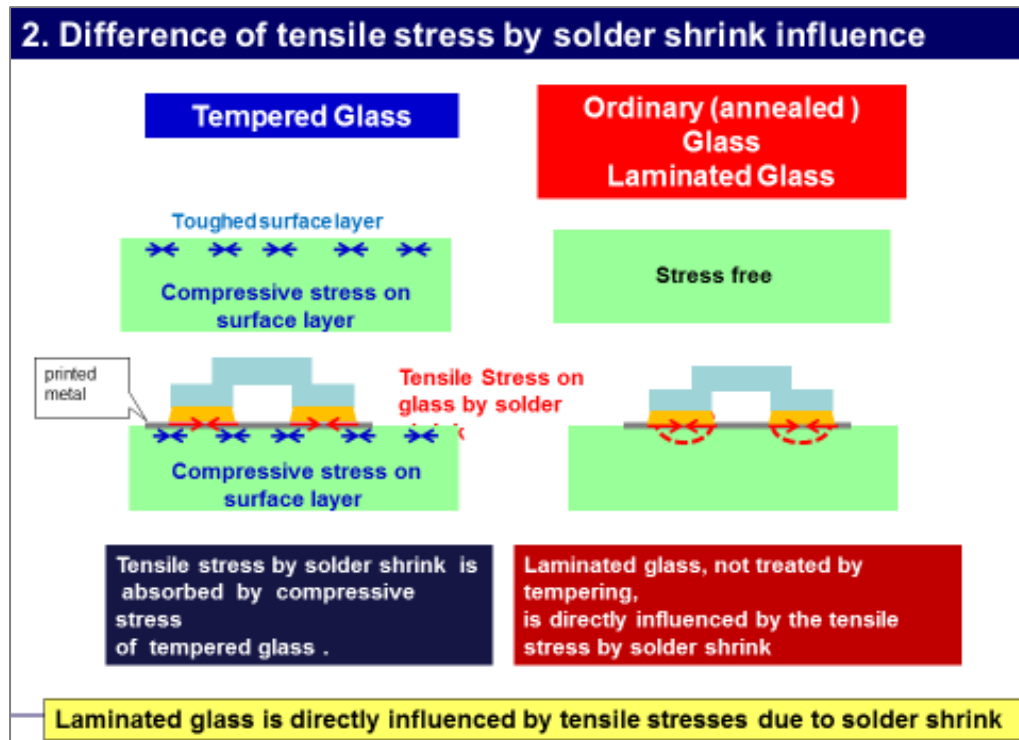 2. Difference of tensile stress by solder shrink influence
Tempered Glass
Ordinary (annealed )
Glass
Laminated Glass
Toughed surface layer
Compressive stress on
surface layer
Stress free
printed
metal
Tensile Stress on
glass by solder
Compressive stress on
surface layer
Tensile stress by solder shrink is
absorbed by compressive
stress
of tempered glass .
Laminated glass, not treated by
tempering,
is directly influenced by the tensile
stress by solder shrink
Laminated glass is directly influenced by tensile stresses due to solder shrink